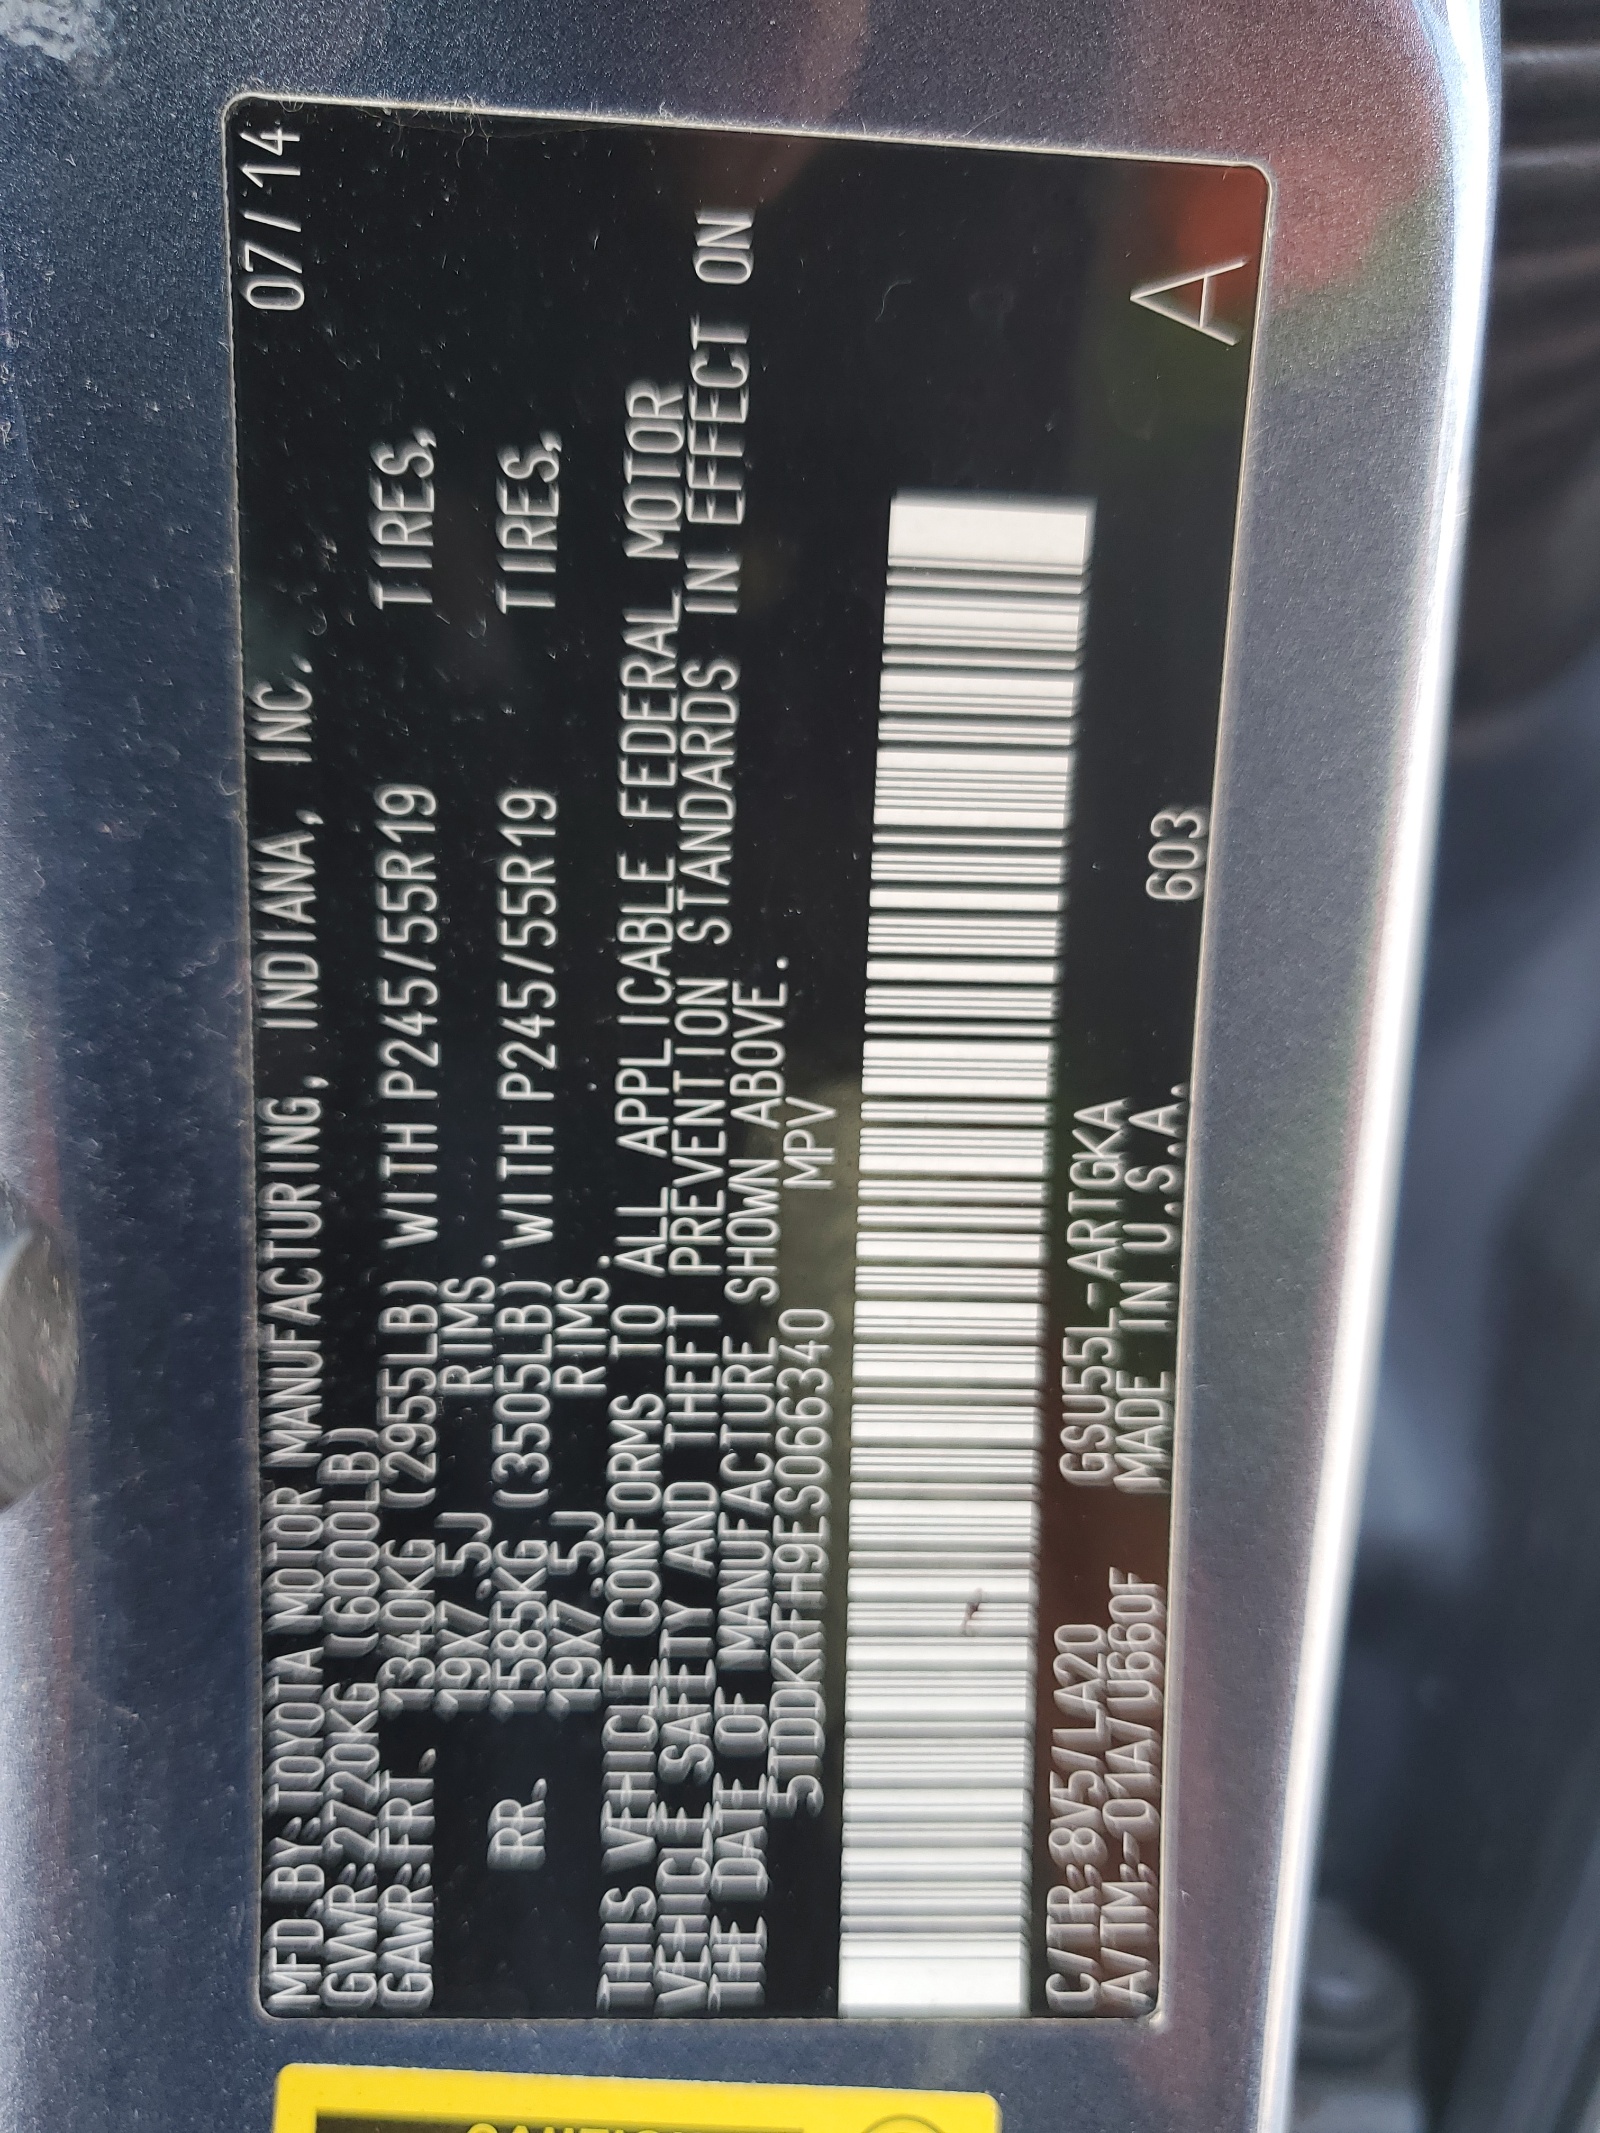 MFD.BY:TOYOTA MOTOR MANUFACTURING, INDIANA, INC. 07/14
GVWR:2720KG (6000LB)
GAWR:FRT. 1340KG (2955LB) WITH P245/55R19 TIRES,
19X7.5J RIMS.
RR. 1585KG (3505LB) WITH P245/55R19 TIRES,
19X7.5J RIMS.
THIS VEHICLE CONFORMS TO ALL APPLICABLE FEDERAL MOTOR
VEHICLE SAFETY AND THEFT PREVENTION STANDARDS IN EFFECT ON
THE DATE OF MANUFACTURE SHOWN ABOVE.
5TDDKRFH9ES066340 MPV
C/TR:8V5/LA20 GSU55L-ARTGKA
A/TM:-01A/U660F MADE IN U.S.A. 603
A
CAUTION